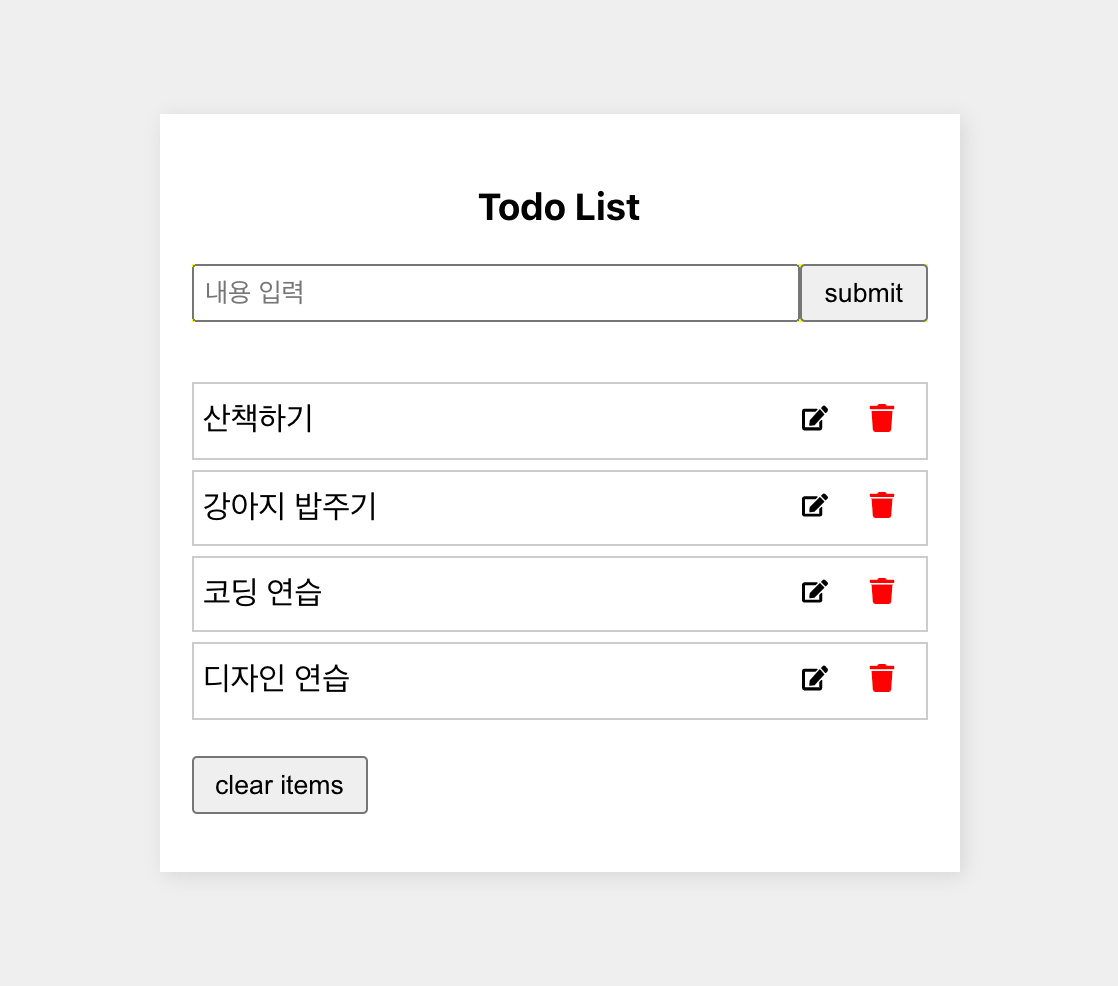 Todo List
내용 입력
submit
산책하기
강아지 밥주기
코딩 연습
디자인 연습
clear items